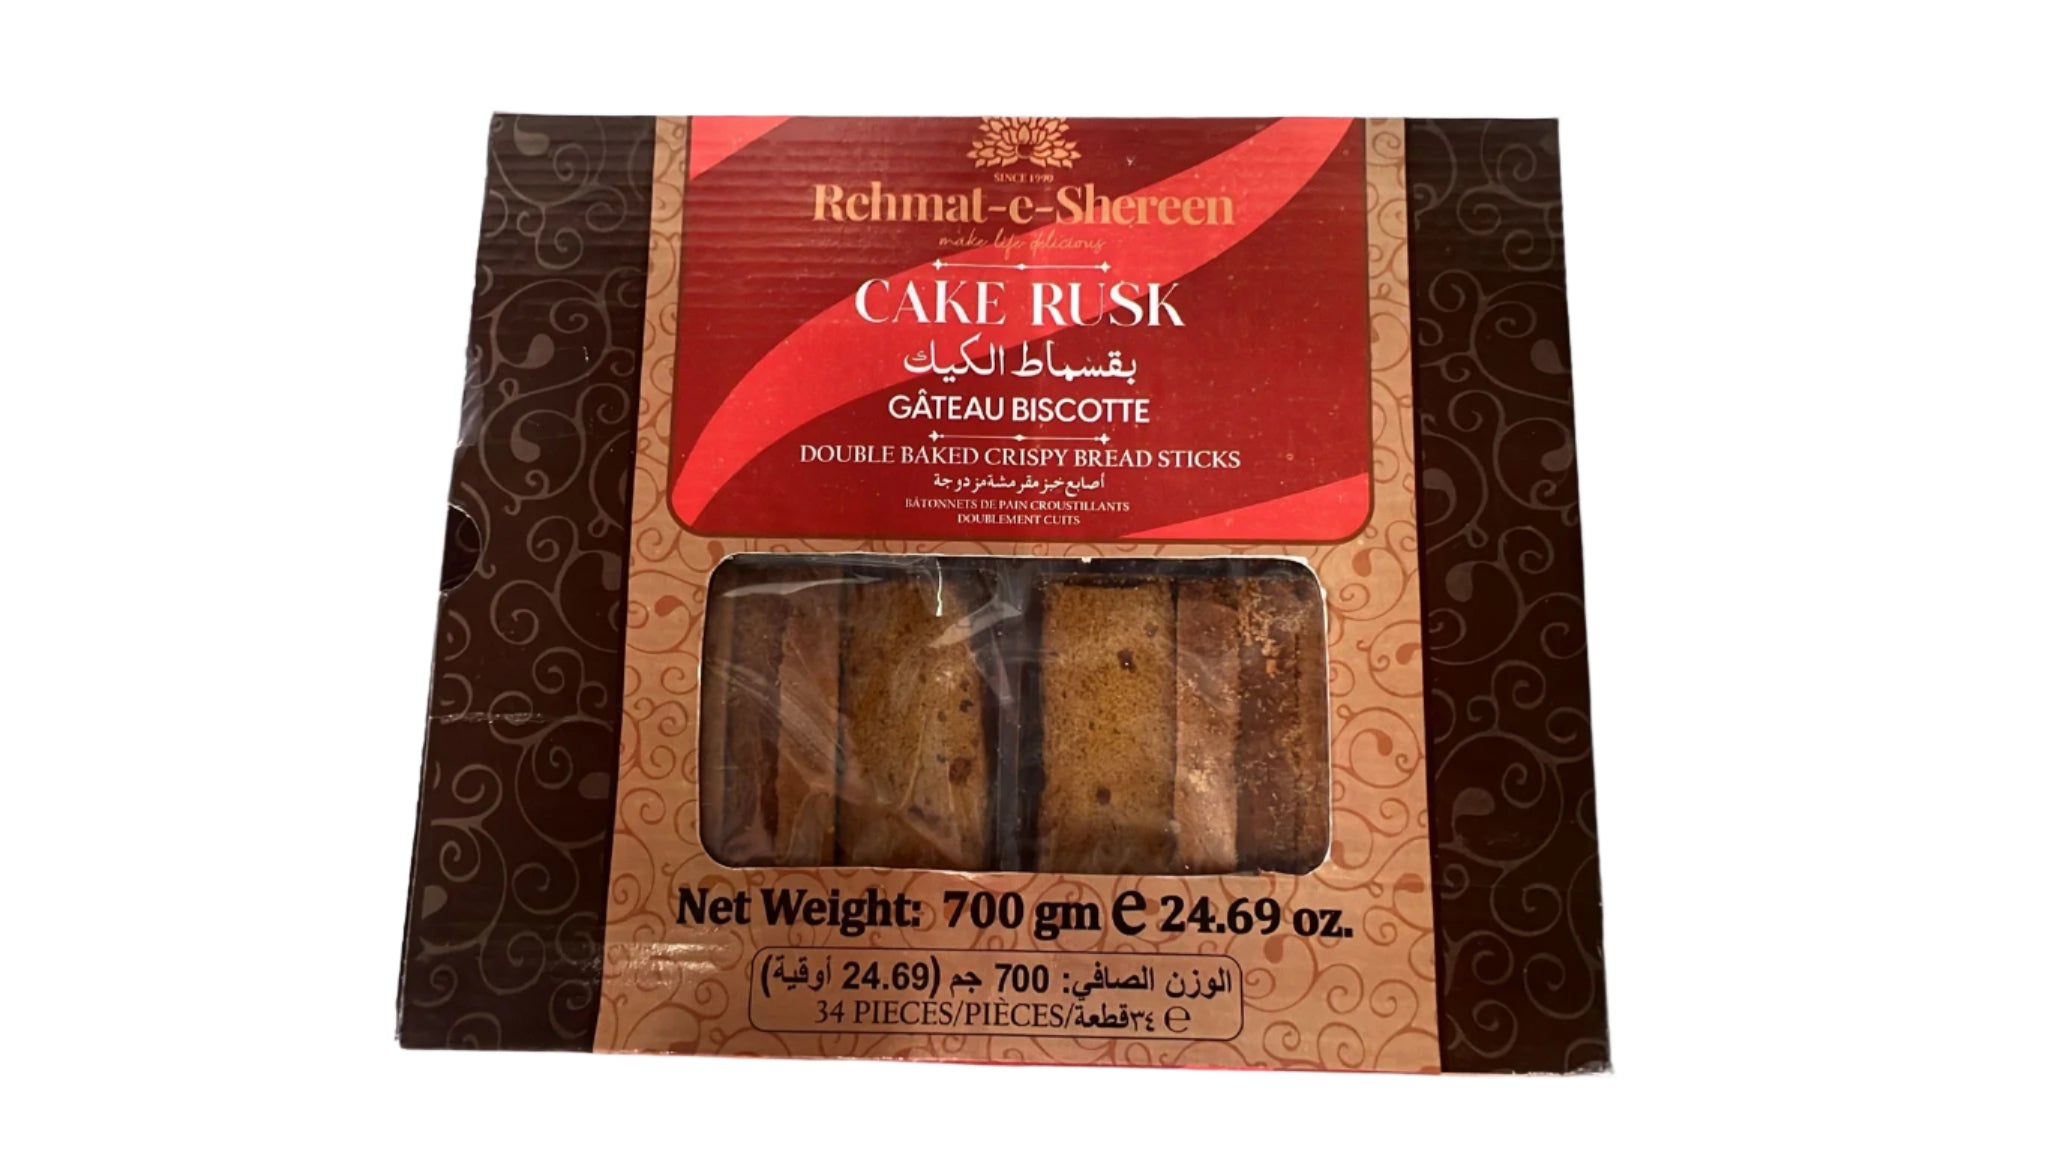 SINCE 1990
Rehmat-e-Shereen
make life delicious
CAKE RUSK
بقسماط الكيك
GÂTEAU BISCOTTE
DOUBLE BAKED CRISPY BREAD STICKS
أصابع خبز مقرمشة مزدوجة
BÂTONNETS DE PAIN CROUSTILLANTS
DOUBLEMENT CUITS
Net Weight: 700 gm e 24.69 oz.
الوزن الصافي: 700 جم (24.69 أوقية)
34 PIECES/PIÈCES/٣٤قطعة e